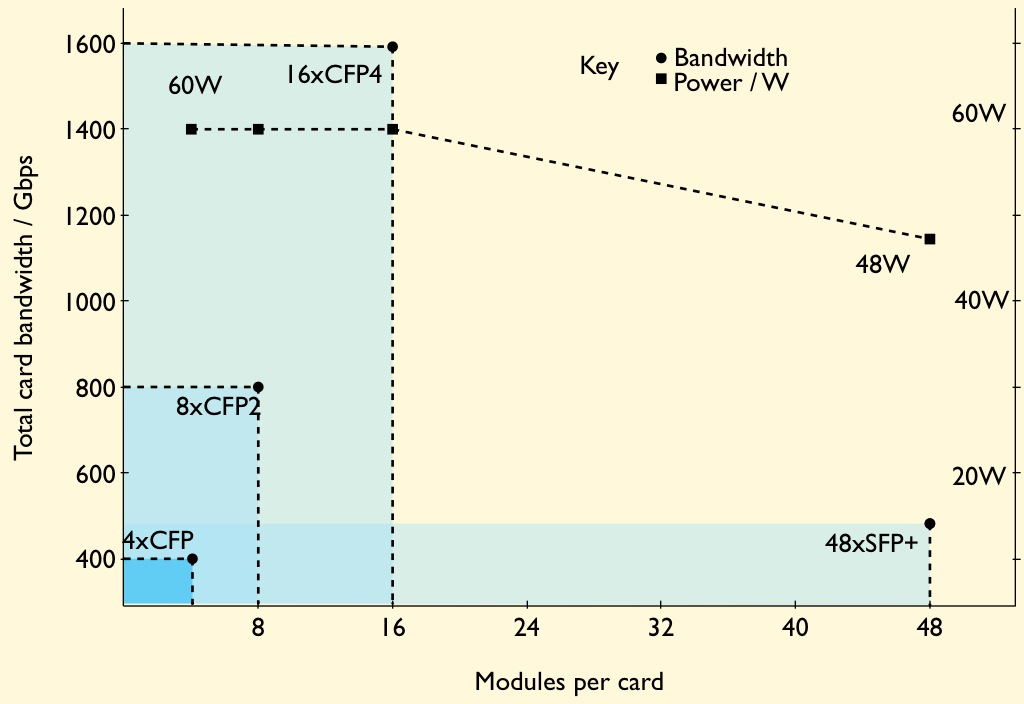 1600
60W
16xCFP4
Key
Bandwidth
Power / W
60W
1400
1200
48W
1000
40W
800
8xCFP2
600
20W
4xCFP
48xSFP+
400
8
16
24
32
40
48
Total card bandwidth / Gbps
Modules per card